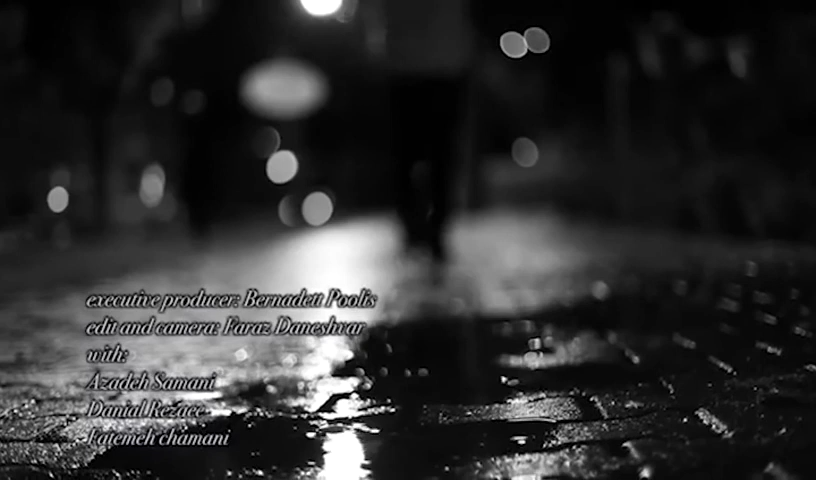 executive producer: Bernadett Poolis
edit and camera: Faraz Daneshvar
with:
Azadeh Samani
Danial Rezaee
Fatemeh chamani